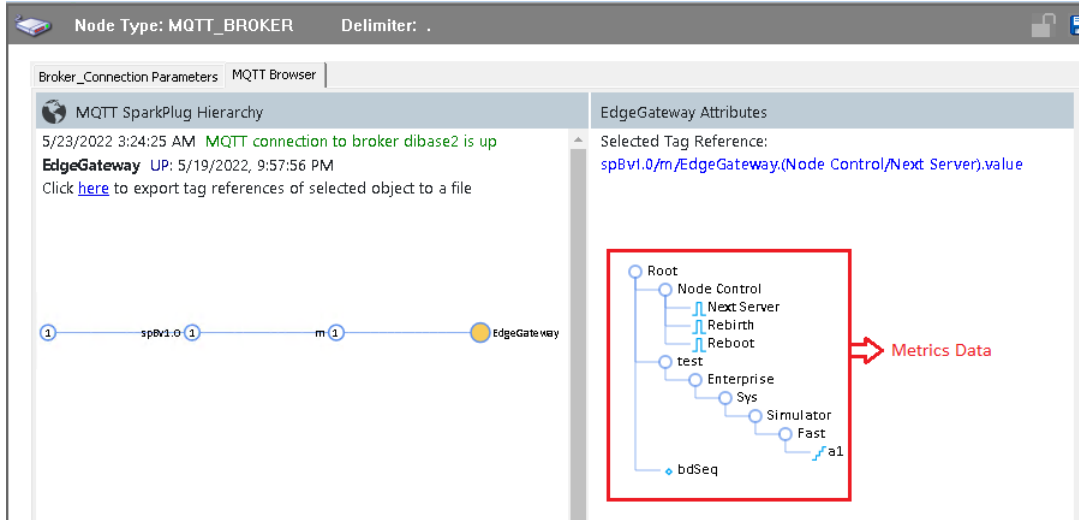 Node Type: MQTT_BROKER Delimiter: .
Broker_Connection Parameters MQTT Browser
MQTT SparkPlug Hierarchy
5/23/2022 3:24:25 AM MQTT connection to broker dibase2 is up
EdgeGateway UP: 5/19/2022, 9:57:56 PM
Click here to export tag references of selected object to a file
1 spBv1.0 1 m 1 EdgeGateway
EdgeGateway Attributes
Selected Tag Reference:
spBv1.0/m/EdgeGateway.(Node Control/Next Server).value
Root
Node Control
Next Server
Rebirth
Reboot
test
Enterprise
Sys
Simulator
Fast
a1
bdSeq
Metrics Data